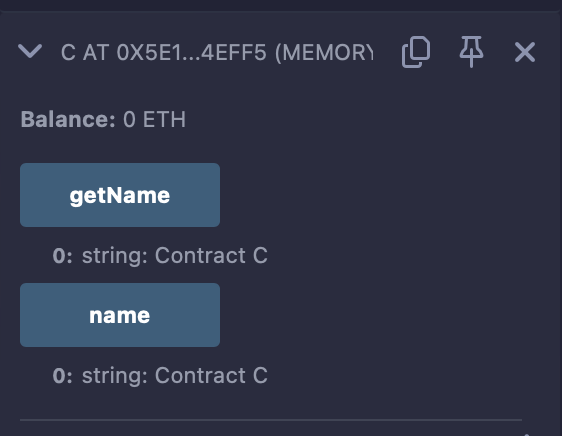 C AT 0X5E1...4EFF5 (MEMORY
Balance: 0 ETH
getName
0: string: Contract C
name
0: string: Contract C